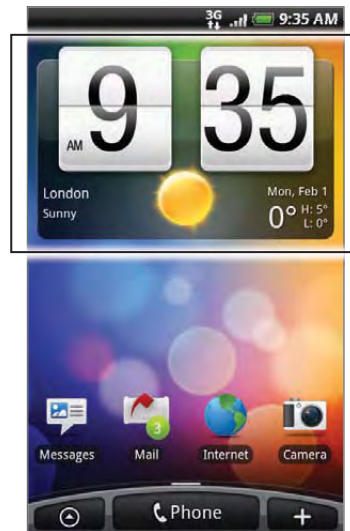 3G 9:35 AM
9 35
AM
London Mon, Feb 1
Sunny 0° H: 5°
L: 0°
3
Messages Mail Internet Camera
Phone